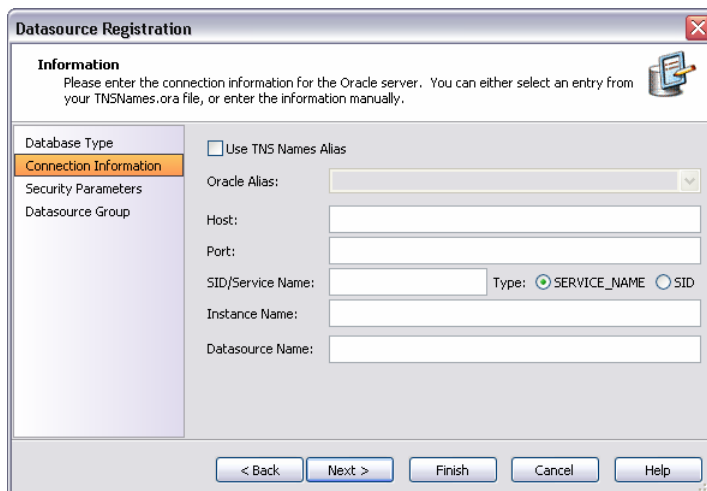 Datasource Registration
Information
Please enter the connection information for the Oracle server. You can either select an entry from
your TNSNames.ora file, or enter the information manually.
Database Type
Connection Information
Security Parameters
Datasource Group
Use TNS Names Alias
Oracle Alias:
Host:
Port:
SID/Service Name: Type: SERVICE_NAME SID
Instance Name:
Datasource Name:
< Back Next > Finish Cancel Help